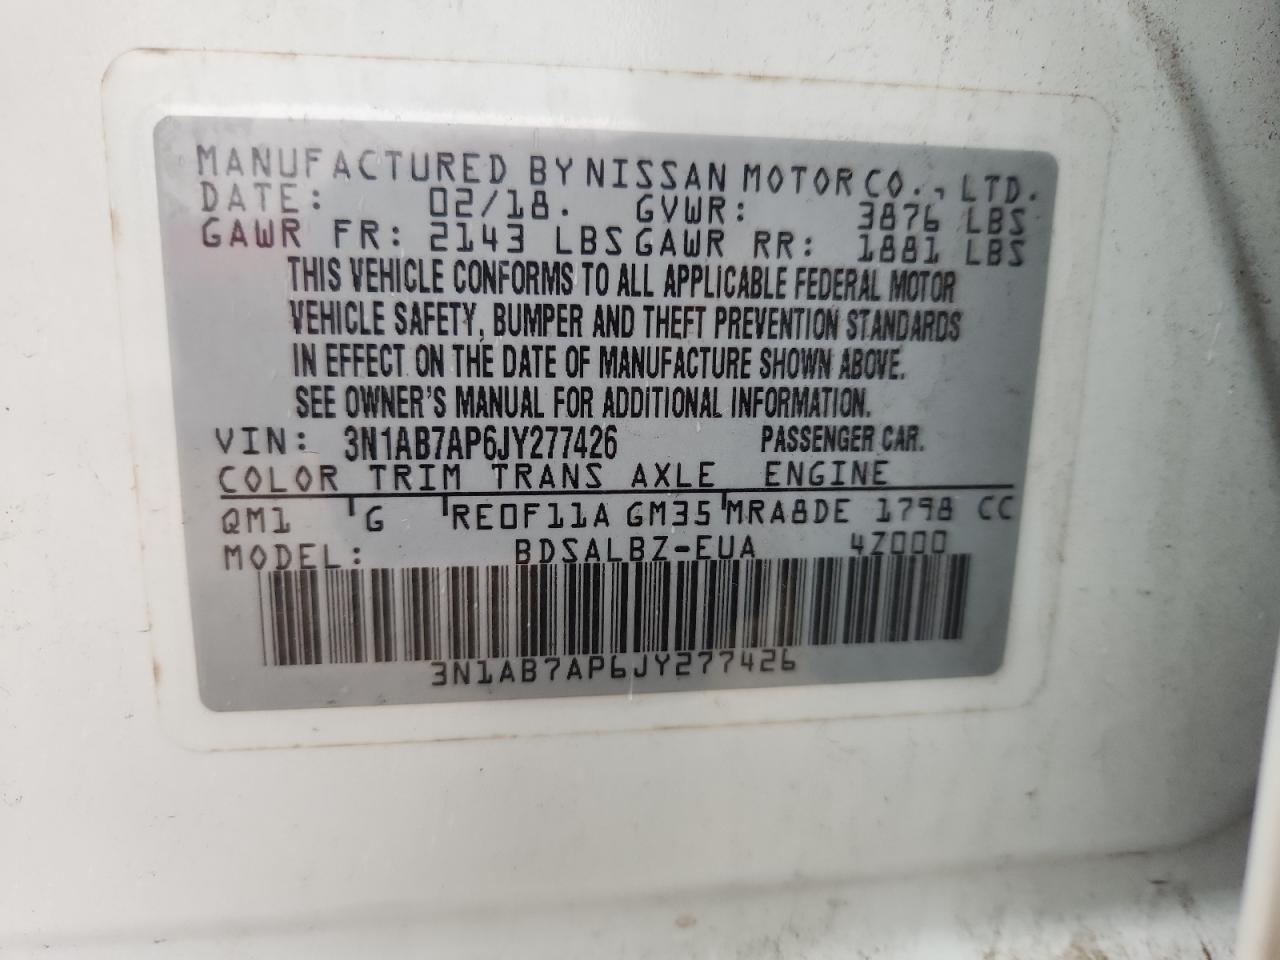 MANUFACTURED BY NISSAN MOTOR CO., LTD.
DATE: 02/18. GVWR: 3876 LBS
GAWR FR: 2143 LBS GAWR RR: 1881 LBS
THIS VEHICLE CONFORMS TO ALL APPLICABLE FEDERAL MOTOR
VEHICLE SAFETY, BUMPER AND THEFT PREVENTION STANDARDS
IN EFFECT ON THE DATE OF MANUFACTURE SHOWN ABOVE.
SEE OWNER'S MANUAL FOR ADDITIONAL INFORMATION.
VIN: 3N1AB7AP6JY277426 PASSENGER CAR.
COLOR TRIM TRANS AXLE ENGINE
QM1 G RE0F11A GM35 MRA8DE 1798 CC
MODEL: BDSALBZ-EUA 4Z000
3N1AB7AP6JY277426